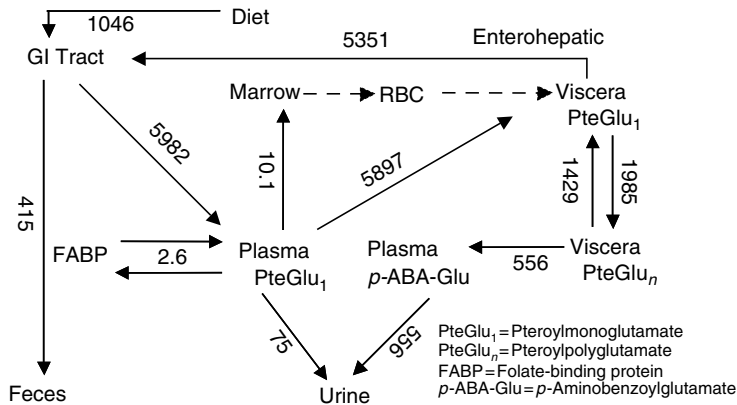 Diet
1046
GI Tract
5351
Enterohepatic
Marrow
RBC
Viscera
PteGlu₁
5982
10.1
5897
1429
1985
415
FABP
2.6
Plasma
PteGlu₁
Plasma
p-ABA-Glu
556
Viscera
PteGluₙ
75
556
Feces
Urine
PteGlu₁=Pteroylmonoglutamate
PteGluₙ=Pteroylpolyglutamate
FABP=Folate-binding protein
p-ABA-Glu=p-Aminobenzoylglutamate